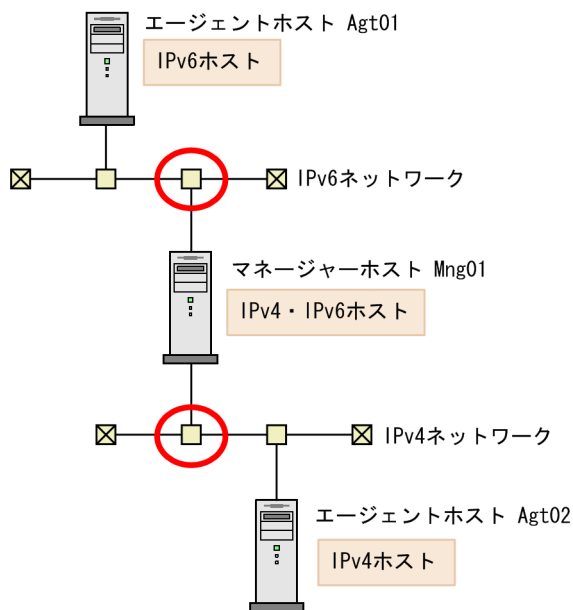 エージェントホスト Agt01
IPv6ホスト
IPv6ネットワーク
マネージャーホスト Mng01
IPv4・IPv6ホスト
IPv4ネットワーク
エージェントホスト Agt02
IPv4ホスト